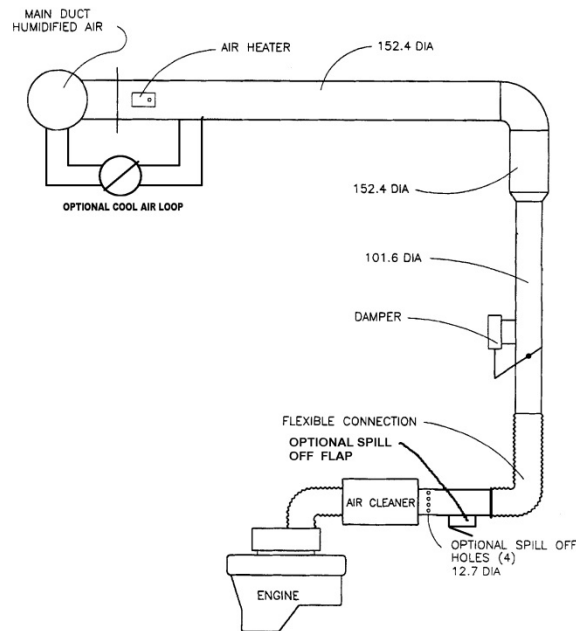 MAIN DUCT
HUMIDIFIED AIR
AIR HEATER
152.4 DIA
OPTIONAL COOL AIR LOOP
152.4 DIA
101.6 DIA
DAMPER
FLEXIBLE CONNECTION
OPTIONAL SPILL
OFF FLAP
AIR CLEANER
OPTIONAL SPILL OFF
HOLES (4)
12.7 DIA
ENGINE